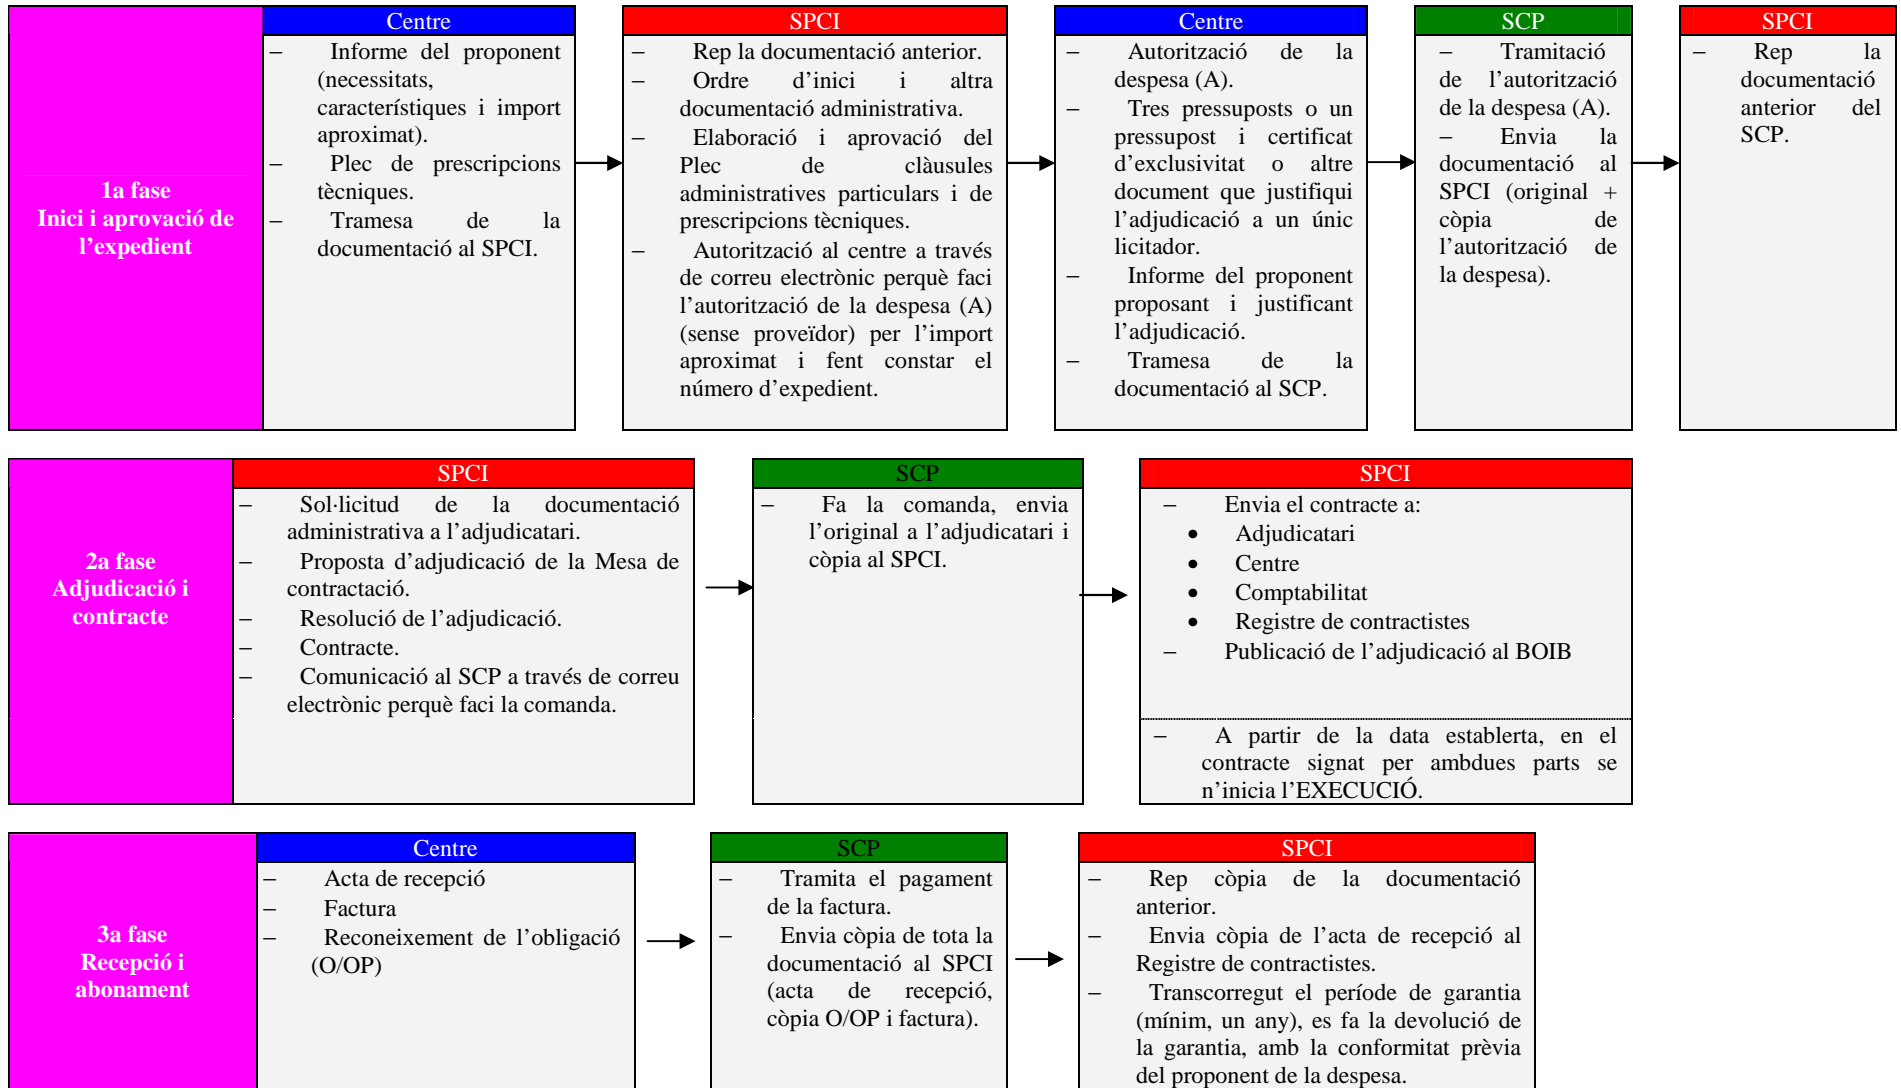 1a fase
Inici i aprovació de
l’expedient
Centre
– Informe del proponent
(necessitats,
característiques i import
aproximat).
– Plec de prescripcions
tècniques.
– Tramesa de la
documentació al SPCI.
SPCI
– Rep la documentació anterior.
– Ordre d’inici i altra
documentació administrativa.
– Elaboració i aprovació del
Plec de clàusules
administratives particulars i de
prescripcions tècniques.
– Autorització al centre a través
de correu electrònic perquè faci
l’autorització de la despesa (A)
(sense proveïdor) per l’import
aproximat i fent constar el
número d’expedient.
Centre
– Autorització de la
despesa (A).
– Tres pressuposts o un
pressupost i certificat
d’exclusivitat o altre
document que justifiqui
l’adjudicació a un únic
licitador.
– Informe del proponent
proposant i justificant
l’adjudicació.
– Tramesa de la
documentació al SCP.
SCP
– Tramitació
de l’autorització
de la despesa (A).
– Envia la
documentació al
SPCI (original +
còpia de
l’autorització de
la despesa).
SPCI
– Rep la
documentació
anterior del
SCP.
2a fase
Adjudicació i
contracte
SPCI
– Sol·licitud de la documentació
administrativa a l’adjudicatari.
– Proposta d’adjudicació de la Mesa de
contractació.
– Resolució de l’adjudicació.
– Contracte.
– Comunicació al SCP a través de correu
electrònic perquè faci la comanda.
SCP
– Fa la comanda, envia
l’original a l’adjudicatari i
còpia al SPCI.
SPCI
– Envia el contracte a:
• Adjudicatari
• Centre
• Comptabilitat
• Registre de contractistes
– Publicació de l’adjudicació al BOIB
– A partir de la data establerta, en el
contracte signat per ambdues parts se
n’inicia l’EXECUCIÓ.
3a fase
Recepció i
abonament
Centre
– Acta de recepció
– Factura
– Reconeixement de l’obligació
(O/OP)
SCP
– Tramita el pagament
de la factura.
– Envia còpia de tota la
documentació al SPCI
(acta de recepció,
còpia O/OP i factura).
SPCI
– Rep còpia de la documentació
anterior.
– Envia còpia de l’acta de recepció al
Registre de contractistes.
– Transcorregut el període de garantia
(mínim, un any), es fa la devolució de
la garantia, amb la conformitat prèvia
del proponent de la despesa.